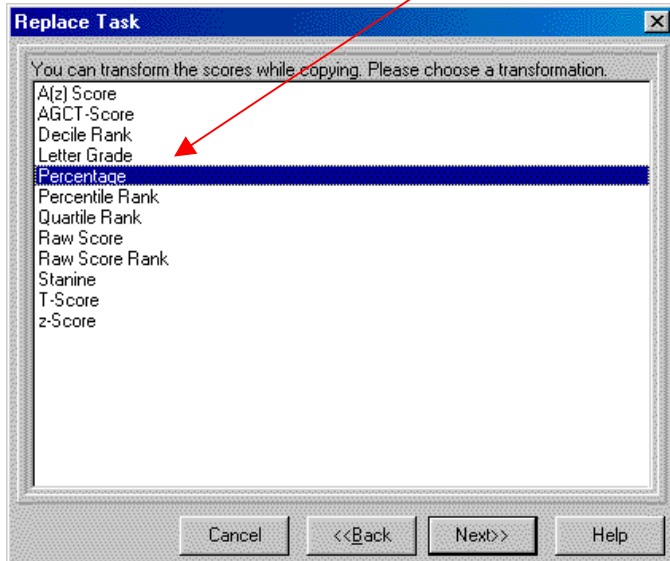 Replace Task
You can transform the scores while copying. Please choose a transformation.
A(z) Score
AGCT-Score
Decile Rank
Letter Grade
Percentage
Percentile Rank
Quartile Rank
Raw Score
Raw Score Rank
Stanine
T-Score
z-Score
Cancel <<Back Next>> Help